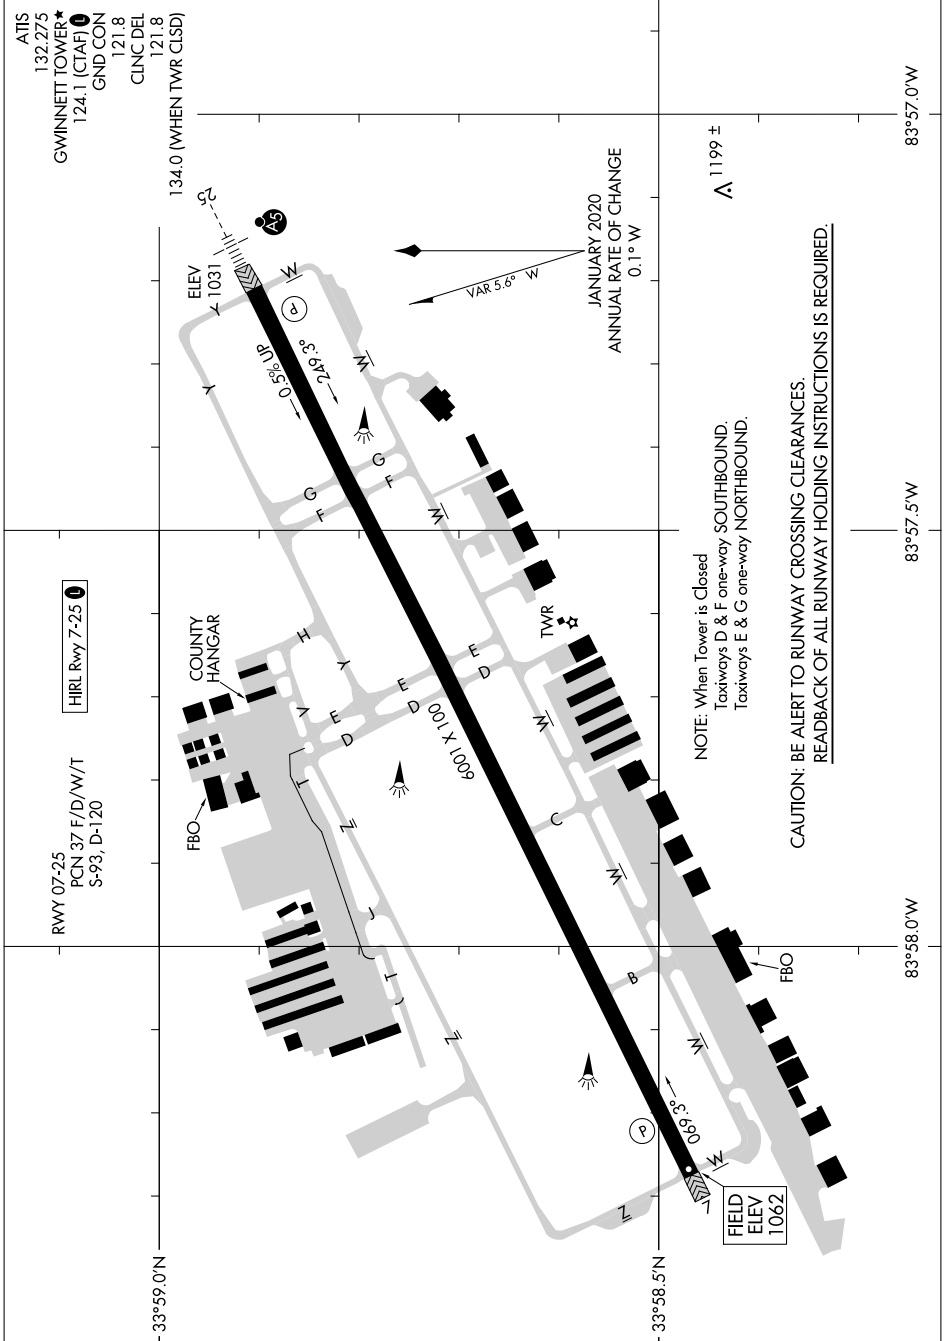 ATIS
132.275
GWINNETT TOWER★
124.1 (CTAF) L
GND CON
121.8
CLNC DEL
121.8
134.0 (WHEN TWR CLSD)
RWY 07-25
PCN 37 F/D/W/T
S-93, D-120
HIRL Rwy 7-25 L
25
A5
ELEV
1031
W
P
Y
Y
0.5% UP
249.3°
W
G
F
G
F
W
VAR 5.6° W
JANUARY 2020
ANNUAL RATE OF CHANGE
0.1° W
1199 ±
COUNTY
HANGAR
FBO
H
Y
V
E
D
E
D
E
D
TWR
6001 X 100
W
T
Z
C
W
J
T
J
Z
B
W
FBO
P
069.3°
W
7
Z
FIELD
ELEV
1062
NOTE: When Tower is Closed
Taxiways D & F one-way SOUTHBOUND.
Taxiways E & G one-way NORTHBOUND.
CAUTION: BE ALERT TO RUNWAY CROSSING CLEARANCES.
READBACK OF ALL RUNWAY HOLDING INSTRUCTIONS IS REQUIRED.
33°59.0'N
33°58.5'N
83°57.0'W
83°57.5'W
83°58.0'W